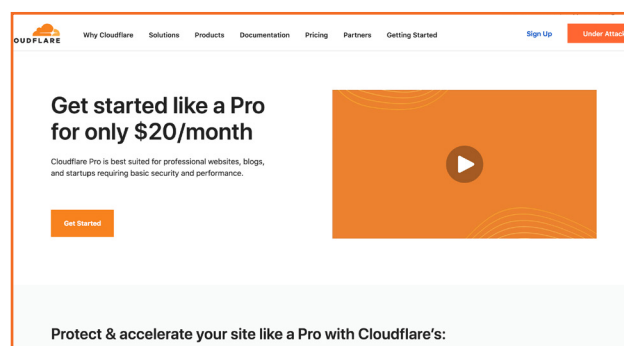 OUDFLARE
Why Cloudflare Solutions Products Documentation Pricing Partners Getting Started Sign Up Under Attac
Get started like a Pro
for only $20/month
Cloudflare Pro is best suited for professional websites, blogs,
and startups requiring basic security and performance.
Get Started
Protect & accelerate your site like a Pro with Cloudflare's: